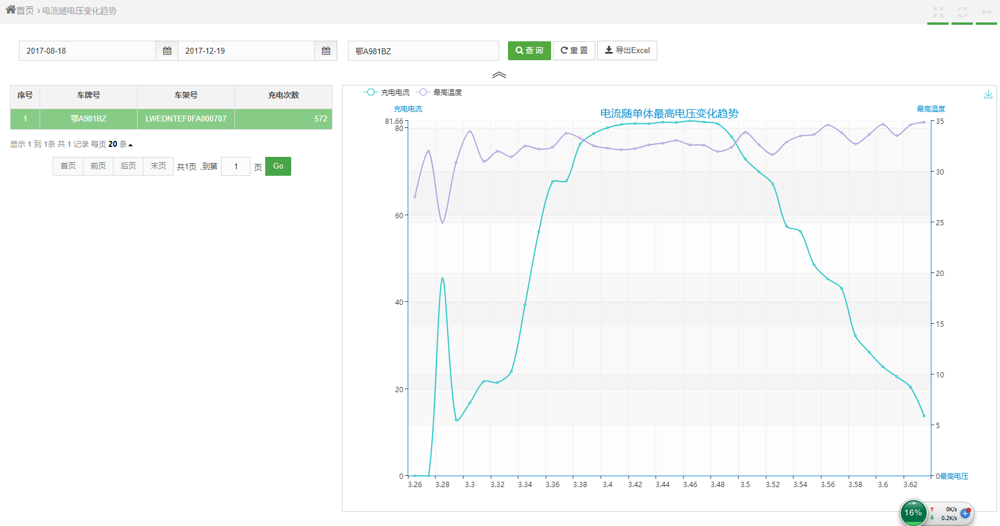 首页 > 电流随电压变化趋势
2017-08-18 2017-12-19 鄂A981BZ 查 询 重 置 导出Excel
序号 车牌号 车架号 充电次数
1 鄂A981BZ LWEDNTEF0FA000707 572
显示 1 到 1条 共 1 记录 每页 20 条
首页 前页 后页 末页 共1页 ,到第 1 页 Go
充电电流 最高温度
充电电流 电流随单体最高电压变化趋势 最高温度
81.66 35
80
30
60
25
20
40
15
20 10
5
0 0 最高电压
3.26 3.28 3.3 3.32 3.34 3.36 3.38 3.4 3.42 3.44 3.46 3.48 3.5 3.52 3.54 3.56 3.58 3.6 3.62
16% 0K/s
0.2K/s